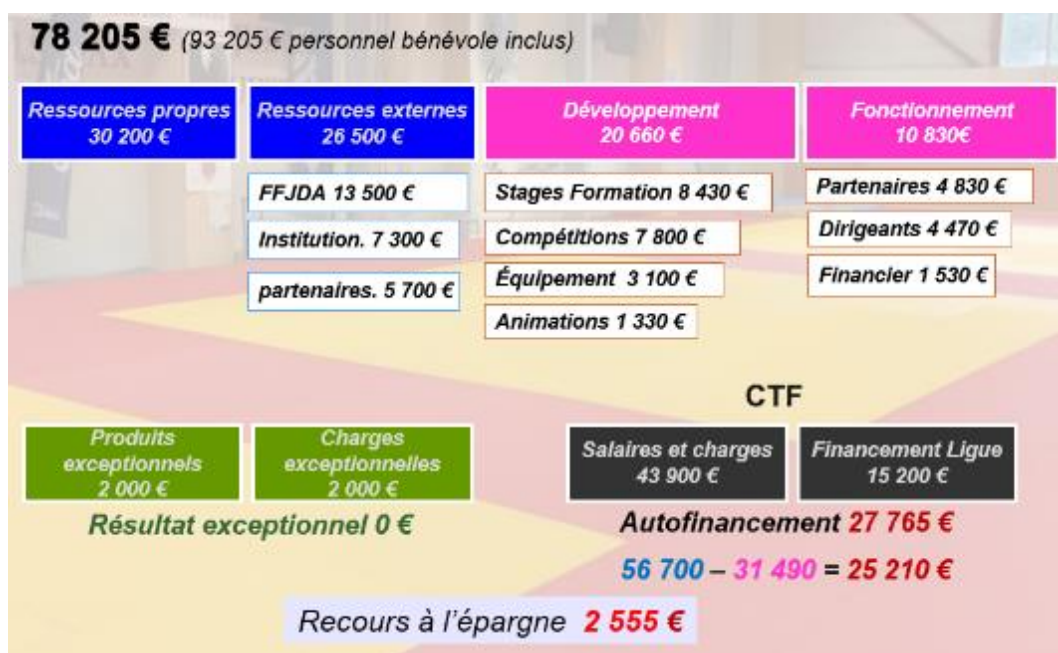 78 205 € (93 205 € personnel bénévole inclus)
Ressources propres
30 200 €
Ressources externes
26 500 €
Développement
20 660 €
Fonctionnement
10 830€
FFJDA 13 500 €
Institution. 7 300 €
partenaires. 5 700 €
Stages Formation 8 430 €
Compétitions 7 800 €
Équipement 3 100 €
Animations 1 330 €
Partenaires 4 830 €
Dirigeants 4 470 €
Financier 1 530 €
Produits
exceptionnels
2 000 €
Charges
exceptionnelles
2 000 €
Résultat exceptionnel 0 €
CTF
Salaires et charges
43 900 €
Financement Ligue
15 200 €
Autofinancement 27 765 €
56 700 – 31 490 = 25 210 €
Recours à l’épargne 2 555 €